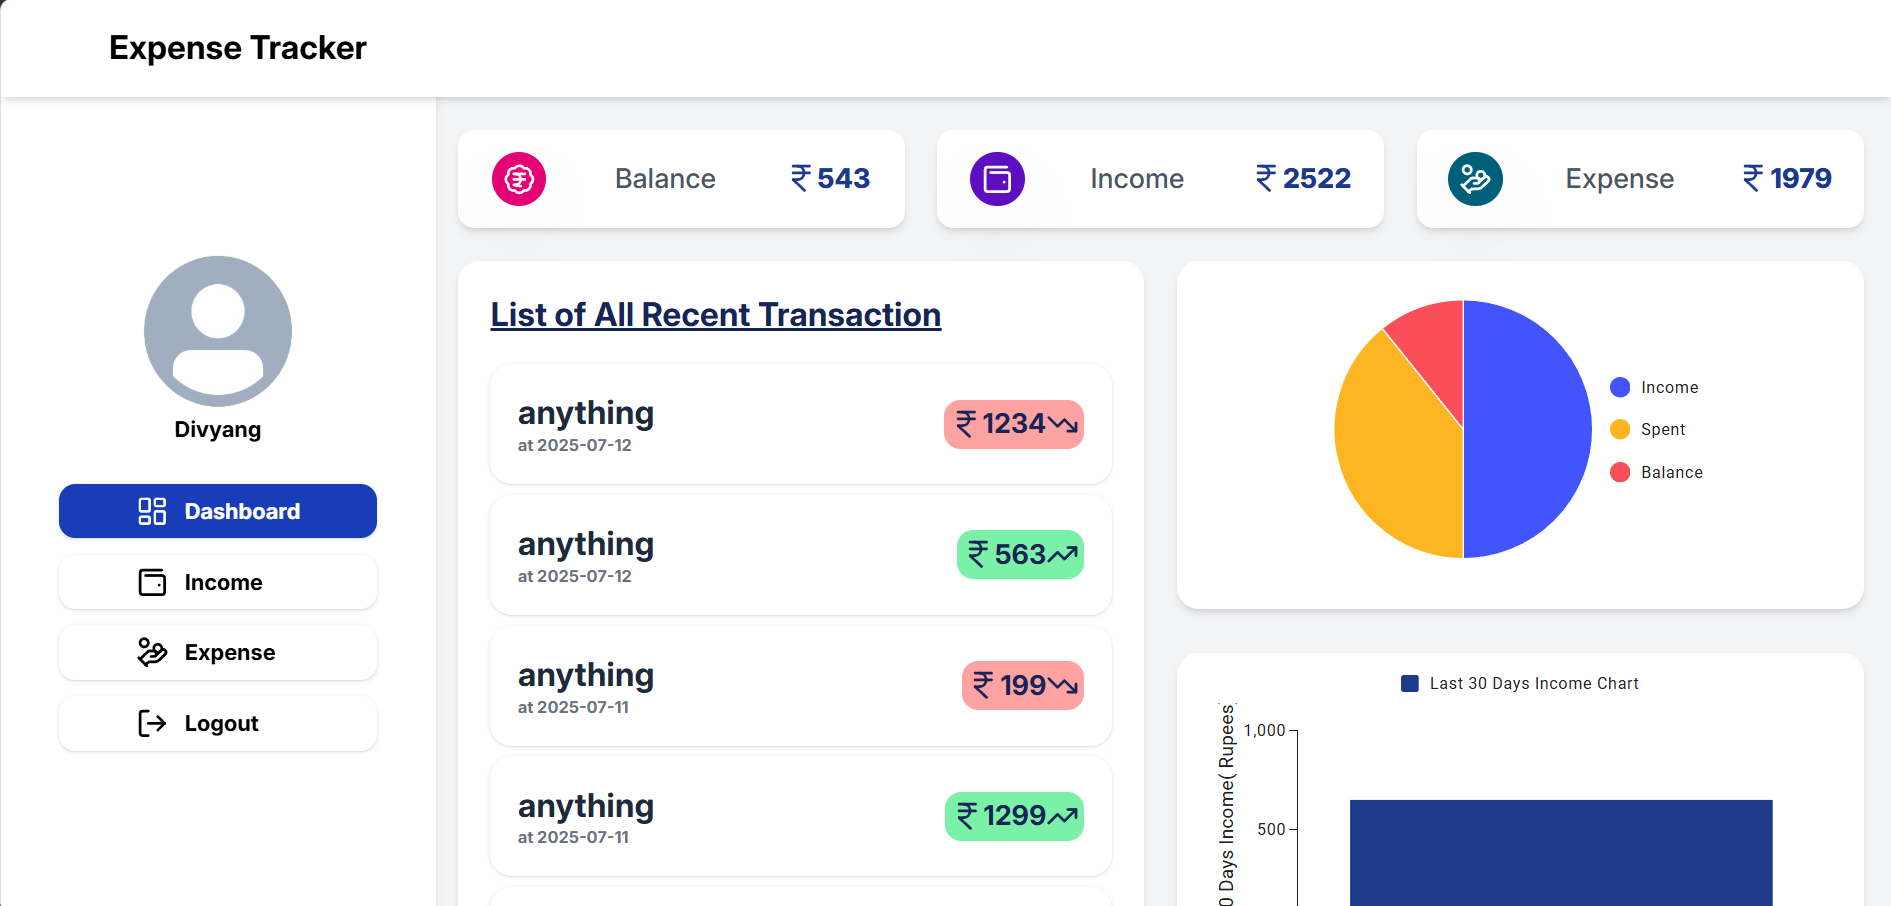 Expense Tracker
Divyang
Dashboard
Income
Expense
Logout
Balance ₹ 543
Income ₹ 2522
Expense ₹ 1979
List of All Recent Transaction
anything
at 2025-07-12
₹ 1234
anything
at 2025-07-12
₹ 563
anything
at 2025-07-11
₹ 199
anything
at 2025-07-11
₹ 1299
Income
Spent
Balance
Last 30 Days Income Chart
1,000
500
0 Days Income( Rupees)